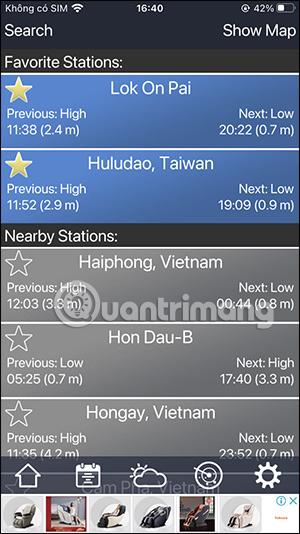 Không có SIM 16:40 42%
Search Show Map
Favorite Stations:
Lok On Pai
Previous: High Next: Low
11:38 (2.4 m) 20:22 (0.7 m)
Huludao, Taiwan
Previous: High Next: Low
11:52 (2.9 m) 19:09 (0.9 m)
Nearby Stations:
Haiphong, Vietnam
Previous: High Next: Low
12:03 (3.3 m) 00:44 (0.8 m)
Quantrimang
Hon Dau-B
Previous: Low Next: High
05:25 (0.7 m) 17:40 (3.3 m)
Hongay, Vietnam
Previous: High Next: Low
11:35 (4.2 m) 23:52 (0.7 m)
Cam Pha, Vietnam